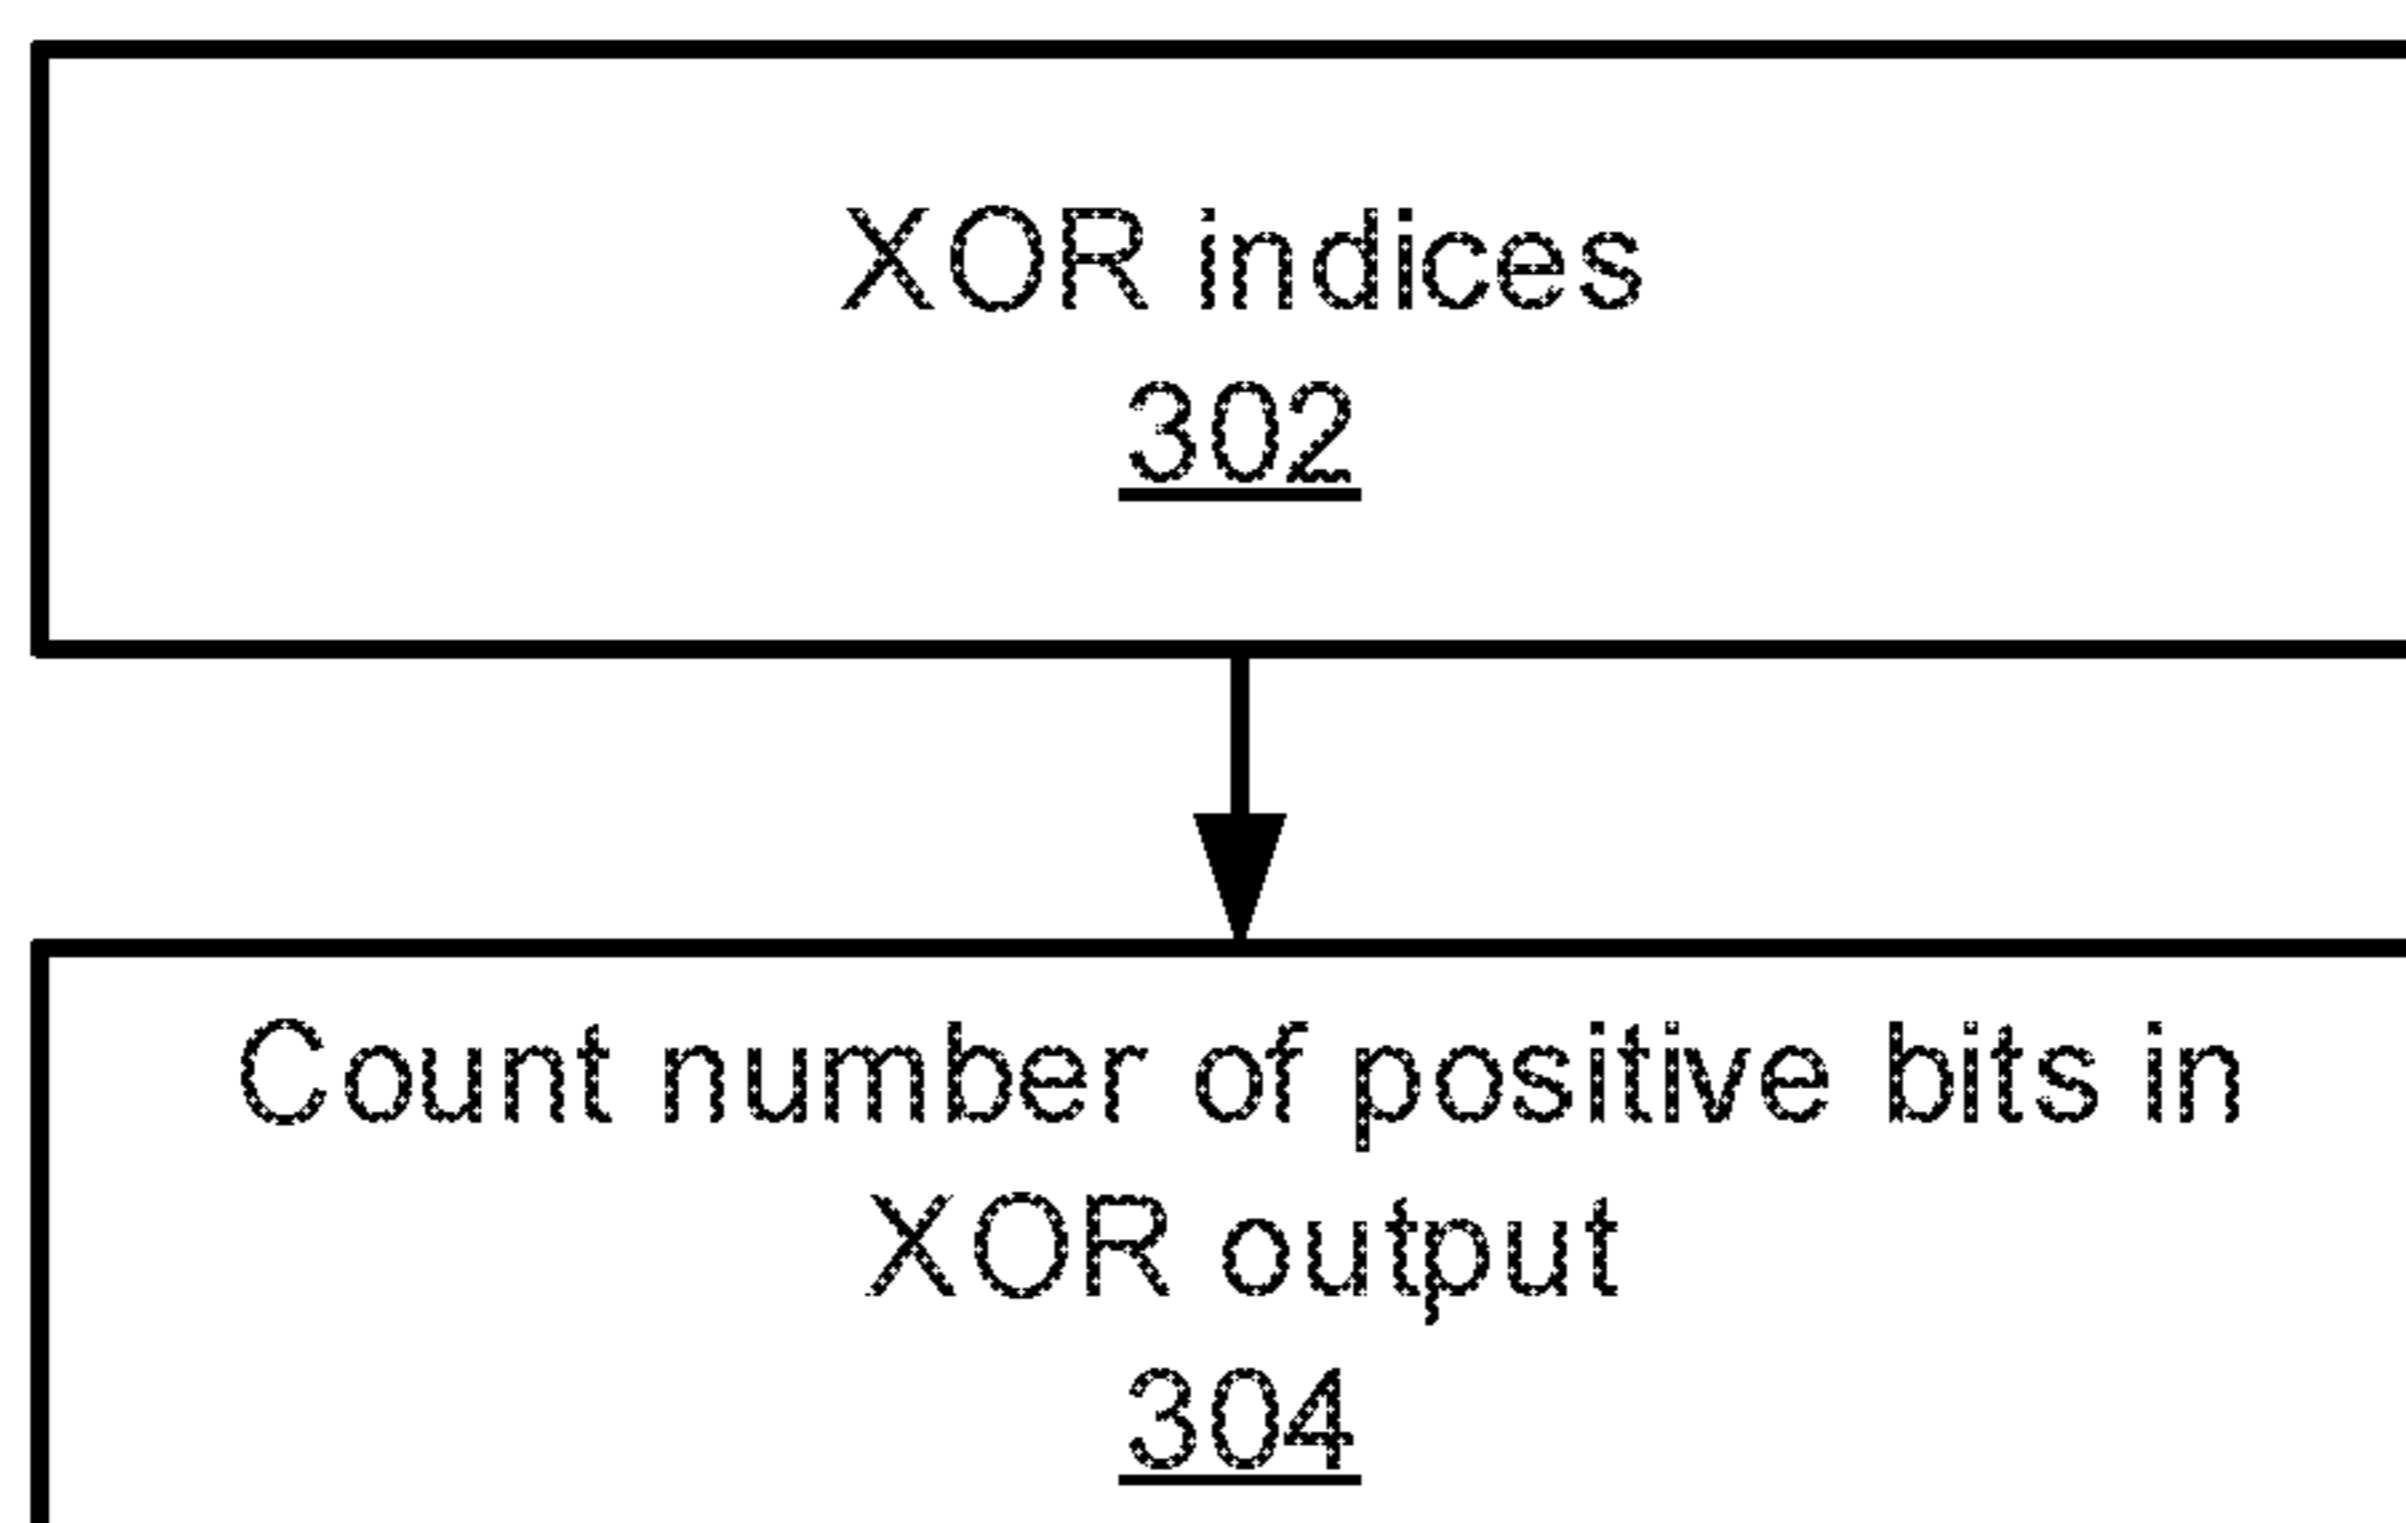 XOR indices
302
Count number of positive bits in
XOR output
304